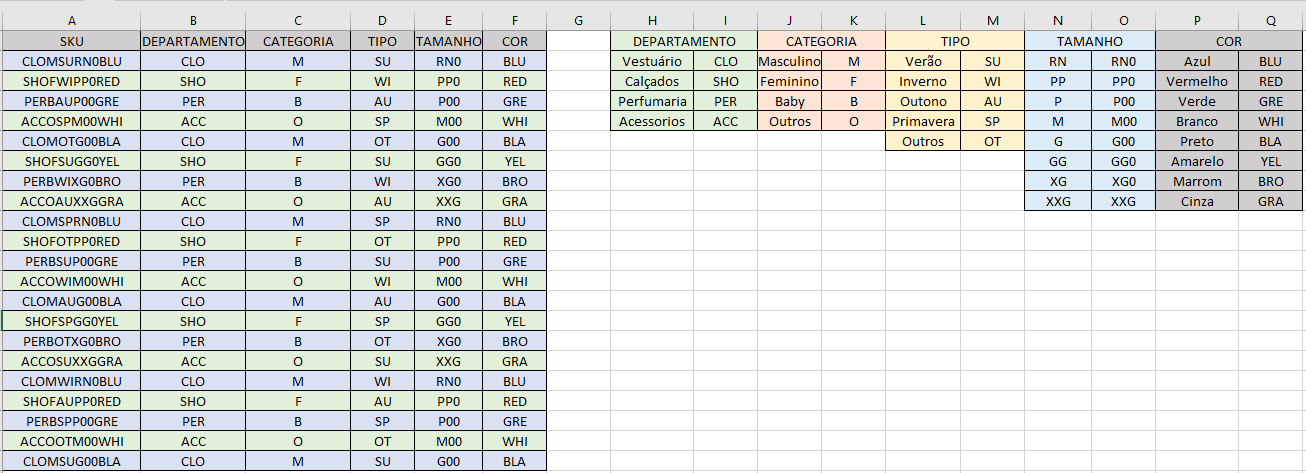 A B C D E F G H I J K L M N O P Q
SKU DEPARTAMENTO CATEGORIA TIPO TAMANHO COR DEPARTAMENTO CATEGORIA TIPO TAMANHO COR
CLOMSURN0BLU CLO M SU RN0 BLU Vestuário CLO Masculino M Verão SU RN RN0 Azul BLU
SHOFWIPP0RED SHO F WI PP0 RED Calçados SHO Feminino F Inverno WI PP PP0 Vermelho RED
PERBAUP00GRE PER B AU P00 GRE Perfumaria PER Baby B Outono AU P P00 Verde GRE
ACCOSPM00WHI ACC O SP M00 WHI Acessorios ACC Outros O Primavera SP M M00 Branco WHI
CLOMOTG00BLA CLO M OT G00 BLA Outros OT G G00 Preto BLA
SHOFSUGG0YEL SHO F SU GG0 YEL GG GG0 Amarelo YEL
PERBWIXG0BRO PER B WI XG0 BRO XG XG0 Marrom BRO
ACCOAUXXGGRA ACC O AU XXG GRA XXG XXG Cinza GRA
CLOMSPRN0BLU CLO M SP RN0 BLU
SHOFOTPP0RED SHO F OT PP0 RED
PERBSUP00GRE PER B SU P00 GRE
ACCOWIM00WHI ACC O WI M00 WHI
CLOMAUG00BLA CLO M AU G00 BLA
SHOFSPGG0YEL SHO F SP GG0 YEL
PERBOTXG0BRO PER B OT XG0 BRO
ACCOSUXXGGRA ACC O SU XXG GRA
CLOMWIRN0BLU CLO M WI RN0 BLU
SHOFAUPP0RED SHO F AU PP0 RED
PERBSPP00GRE PER B SP P00 GRE
ACCOOTM00WHI ACC O OT M00 WHI
CLOMSUG00BLA CLO M SU G00 BLA